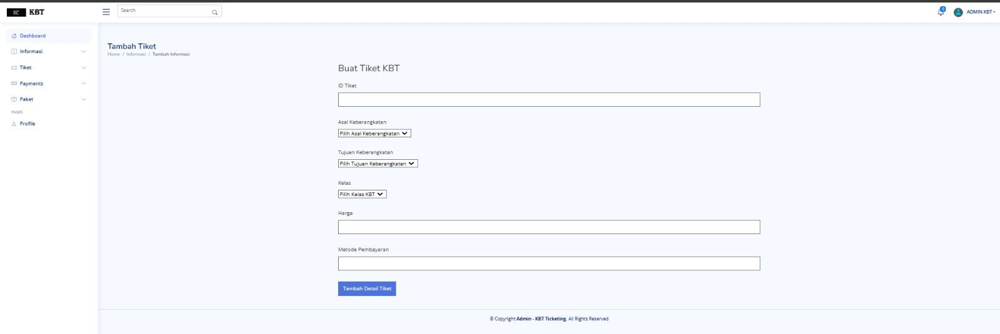 KBT
Search
0
ADMIN KBT
Dashboard
Informasi
Tiket
Payments
Paket
PAGES
Profile
Tambah Tiket
Home / Informasi / Tambah Informasi
Buat Tiket KBT
ID Tiket
Asal Keberangkatan
Pilih Asal Keberangkatan
Tujuan Keberangkatan
Pilih Tujuan Keberangkatan
Kelas
Pilih Kelas KBT
Harga
Metode Pembayaran
Tambah Detail Tiket
© Copyright Admin - KBT Ticketing. All Rights Reserved